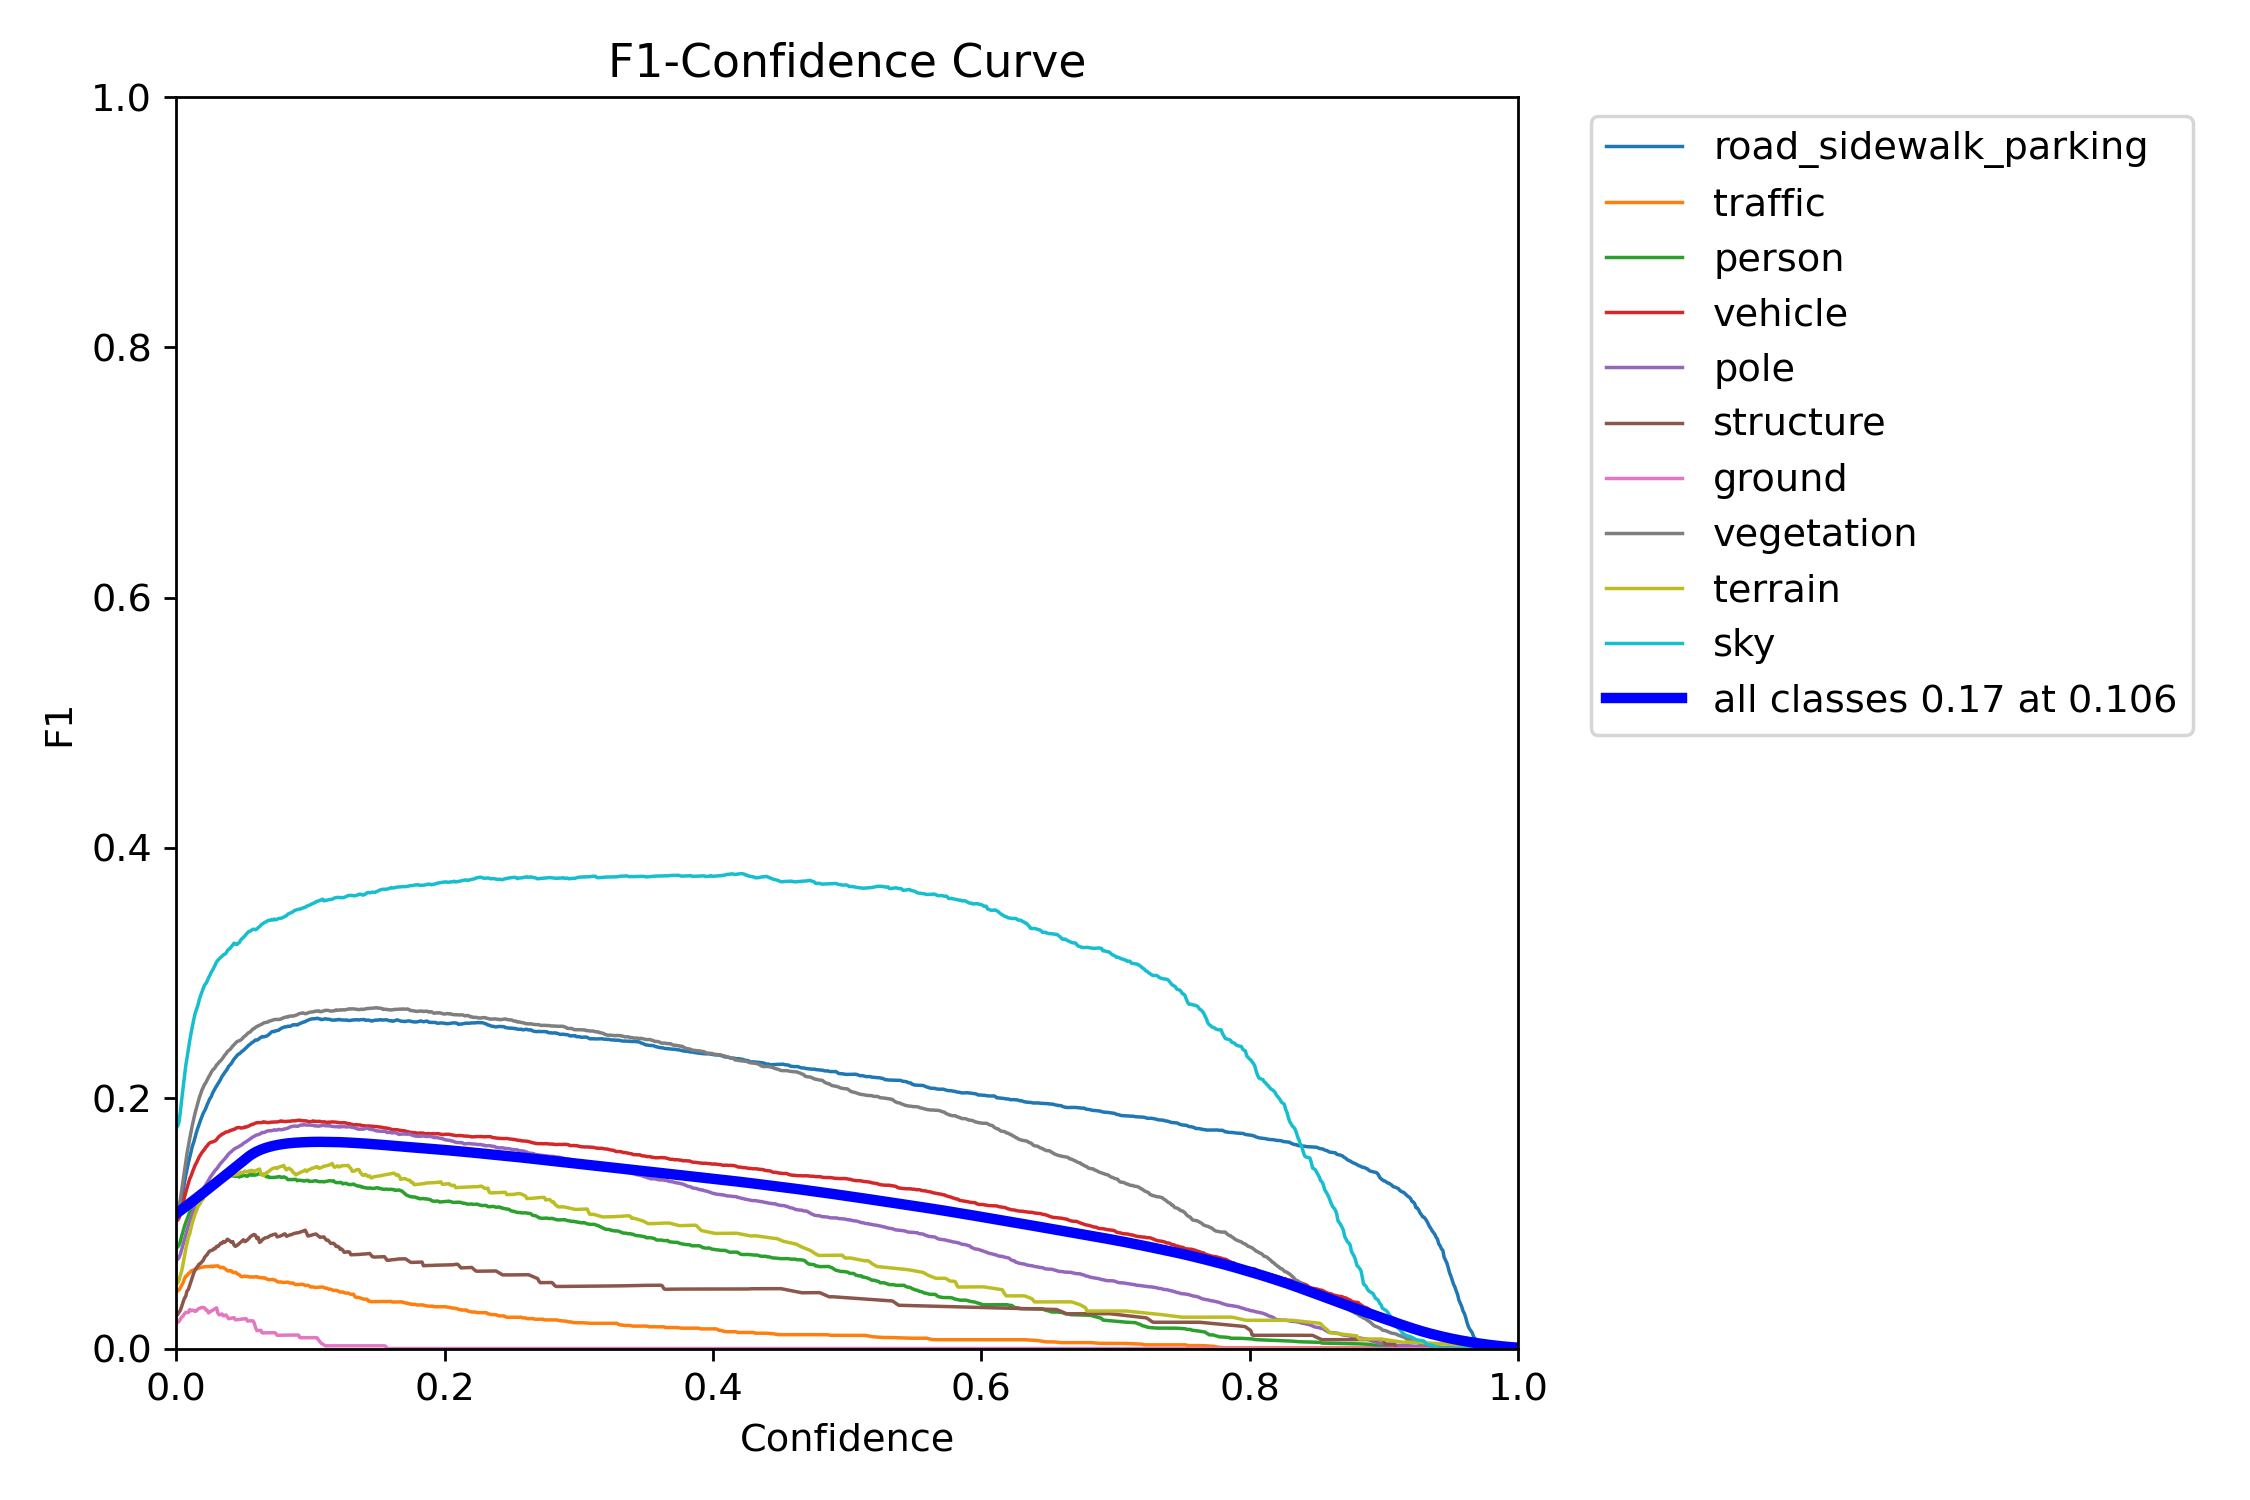 F1-Confidence Curve
1.0
0.8
0.6
0.4
0.2
0.0
F1
0.0 0.2 0.4 0.6 0.8 1.0
Confidence
road_sidewalk_parking
traffic
person
vehicle
pole
structure
ground
vegetation
terrain
sky
all classes 0.17 at 0.106